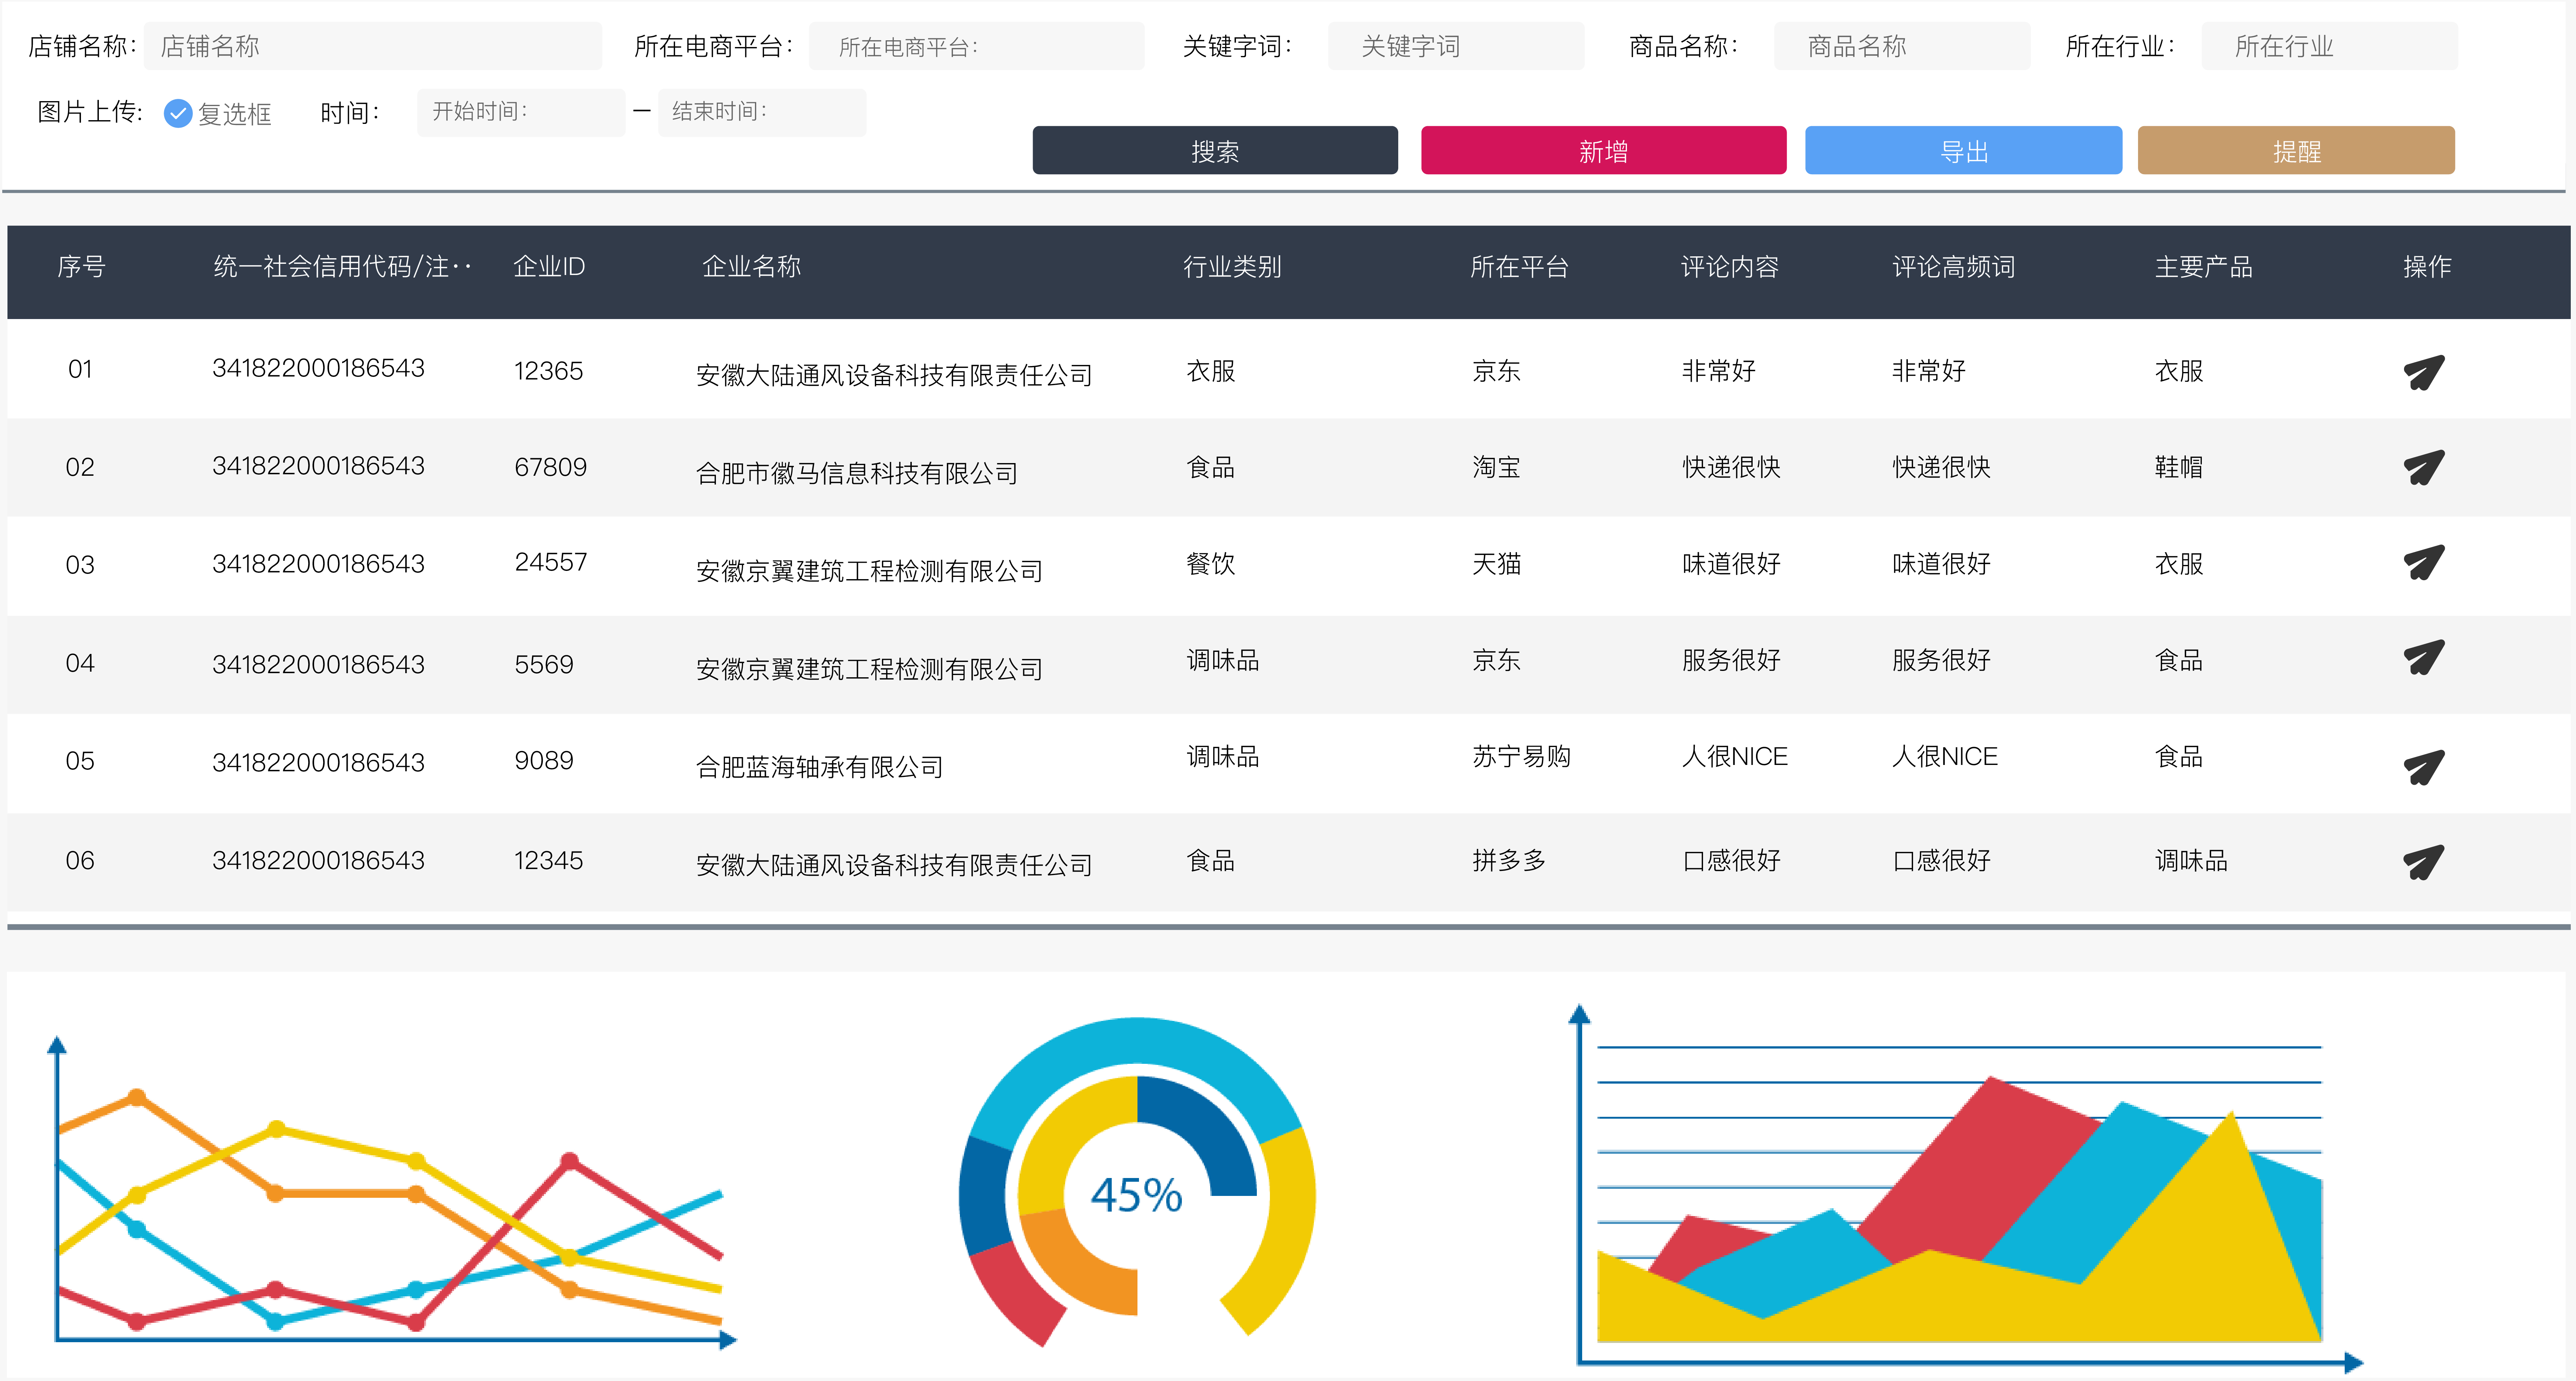 店铺名称： 店铺名称 所在电商平台： 所在电商平台： 关键字词： 关键字词 商品名称： 商品名称 所在行业： 所在行业
图片上传: 复选框 时间： 开始时间： — 结束时间：
搜索 新增 导出 提醒
序号 统一社会信用代码/注·· 企业ID 企业名称 行业类别 所在平台 评论内容 评论高频词 主要产品 操作
01 341822000186543 12365 安徽大陆通风设备科技有限责任公司 衣服 京东 非常好 非常好 衣服
02 341822000186543 67809 合肥市徽马信息科技有限公司 食品 淘宝 快递很快 快递很快 鞋帽
03 341822000186543 24557 安徽京翼建筑工程检测有限公司 餐饮 天猫 味道很好 味道很好 衣服
04 341822000186543 5569 安徽京翼建筑工程检测有限公司 调味品 京东 服务很好 服务很好 食品
05 341822000186543 9089 合肥蓝海轴承有限公司 调味品 苏宁易购 人很NICE 人很NICE 食品
06 341822000186543 12345 安徽大陆通风设备科技有限责任公司 食品 拼多多 口感很好 口感很好 调味品
45%